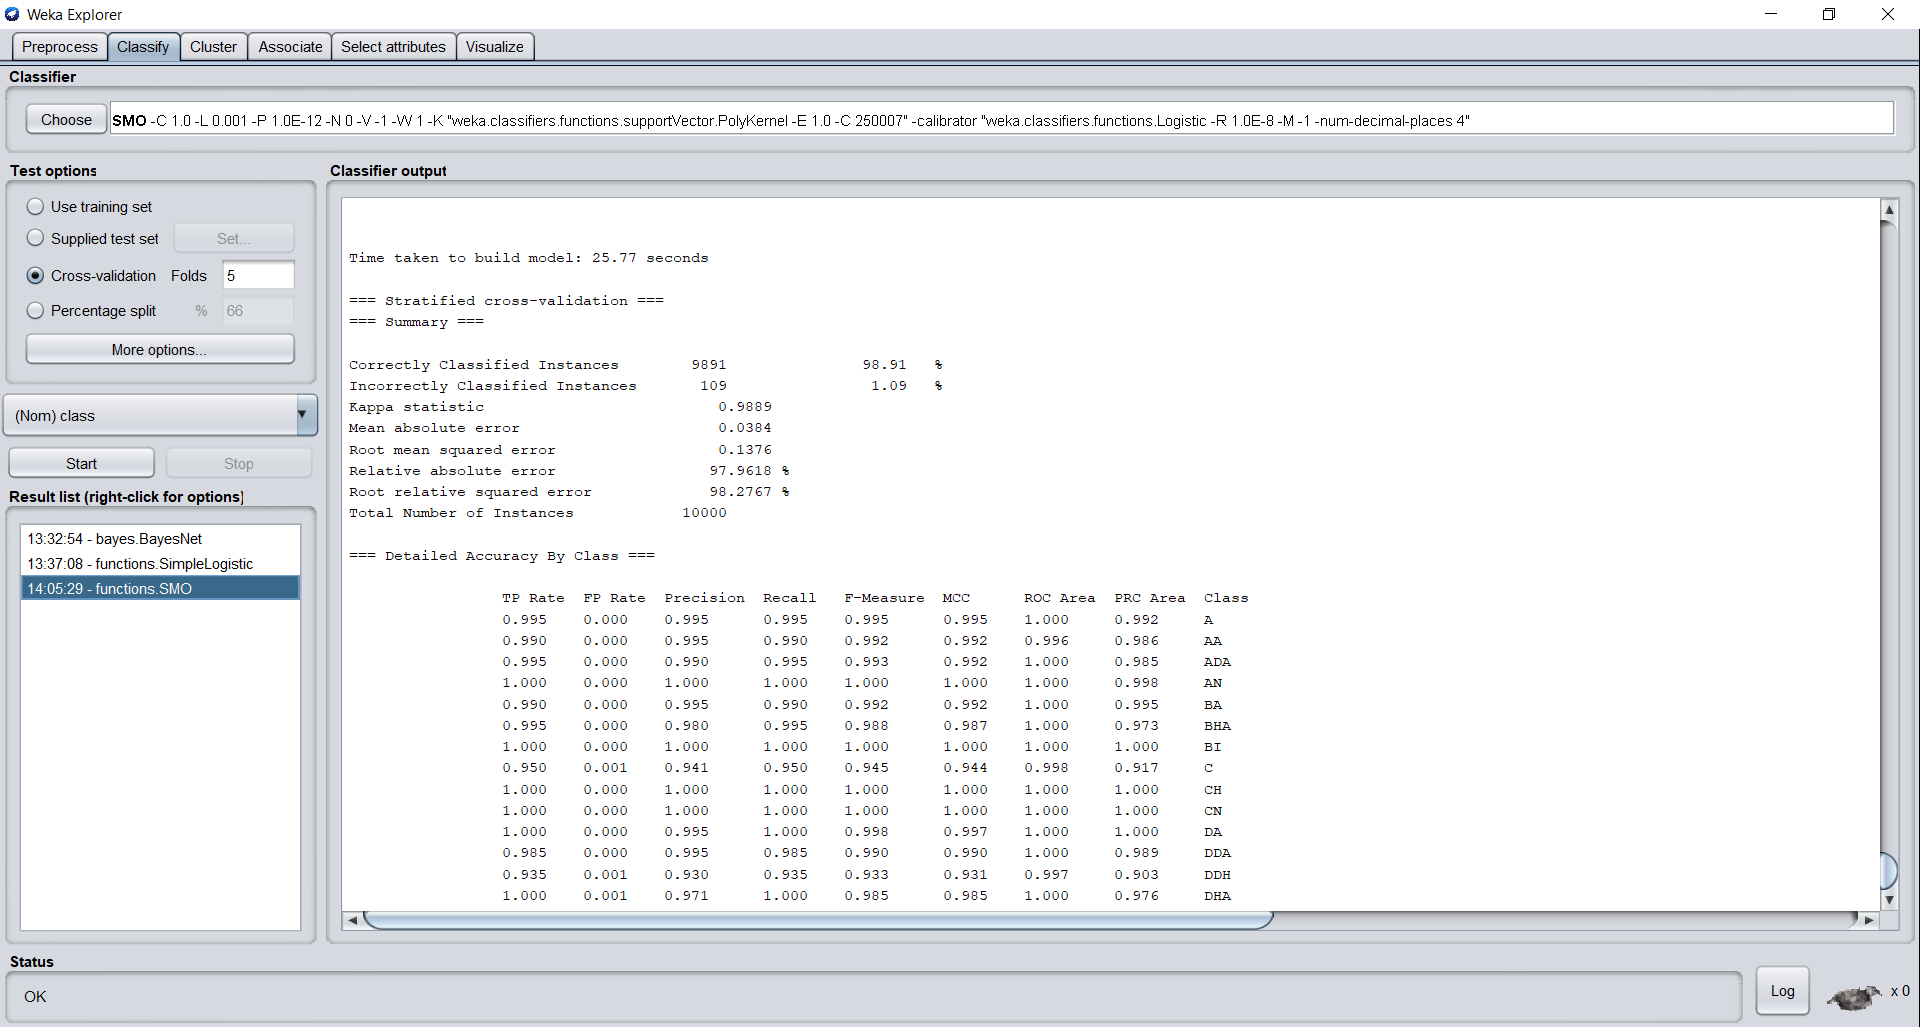 Weka Explorer
Preprocess Classify Cluster Associate Select attributes Visualize
Classifier
Choose SMO -C 1.0 -L 0.001 -P 1.0E-12 -N 0 -V -1 -W 1 -K "weka.classifiers.functions.supportVector.PolyKernel -E 1.0 -C 250007" -calibrator "weka.classifiers.functions.Logistic -R 1.0E-8 -M -1 -num-decimal-places 4"
Test options
Use training set
Supplied test set Set...
Cross-validation Folds 5
Percentage split % 66
More options...
(Nom) class
Start Stop
Result list (right-click for options)
13:32:54 - bayes.BayesNet
13:37:08 - functions.SimpleLogistic
14:05:29 - functions.SMO
Classifier output
Time taken to build model: 25.77 seconds
=== Stratified cross-validation ===
=== Summary ===
Correctly Classified Instances 9891 98.91 %
Incorrectly Classified Instances 109 1.09 %
Kappa statistic 0.9889
Mean absolute error 0.0384
Root mean squared error 0.1376
Relative absolute error 97.9618 %
Root relative squared error 98.2767 %
Total Number of Instances 10000
=== Detailed Accuracy By Class ===
TP Rate FP Rate Precision Recall F-Measure MCC ROC Area PRC Area Class
0.995 0.000 0.995 0.995 0.995 0.995 1.000 0.992 A
0.990 0.000 0.995 0.990 0.992 0.992 0.996 0.986 AA
0.995 0.000 0.990 0.995 0.993 0.992 1.000 0.985 ADA
1.000 0.000 1.000 1.000 1.000 1.000 1.000 0.998 AN
0.990 0.000 0.995 0.990 0.992 0.992 1.000 0.995 BA
0.995 0.000 0.980 0.995 0.988 0.987 1.000 0.973 BHA
1.000 0.000 1.000 1.000 1.000 1.000 1.000 1.000 BI
0.950 0.001 0.941 0.950 0.945 0.944 0.998 0.917 C
1.000 0.000 1.000 1.000 1.000 1.000 1.000 1.000 CH
1.000 0.000 1.000 1.000 1.000 1.000 1.000 1.000 CN
1.000 0.000 0.995 1.000 0.998 0.997 1.000 1.000 DA
0.985 0.000 0.995 0.985 0.990 0.990 1.000 0.989 DDA
0.935 0.001 0.930 0.935 0.933 0.931 0.997 0.903 DDH
1.000 0.001 0.971 1.000 0.985 0.985 1.000 0.976 DHA
Status
OK
Log
x 0